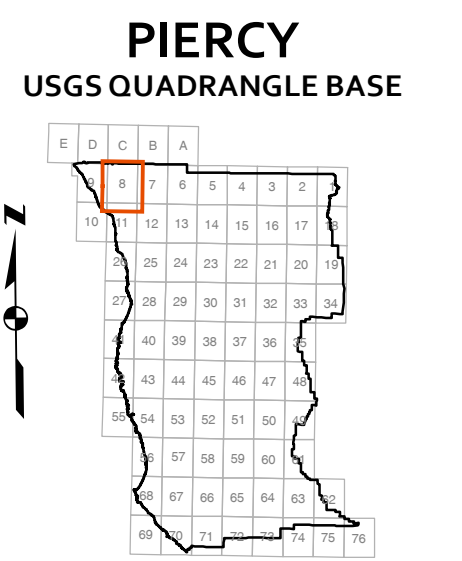 PIERCY
USGS QUADRANGLE BASE
E D C B A
9 8 7 6 5 4 3 2 1
10 11 12 13 14 15 16 17 18
Z
26 25 24 23 22 21 20 19
27 28 29 30 31 32 33 34
41 40 39 38 37 36 35
42 43 44 45 46 47 48
55 54 53 52 51 50 49
56 57 58 59 60 61
68 67 66 65 64 63 62
69 70 71 72 73 74 75 76